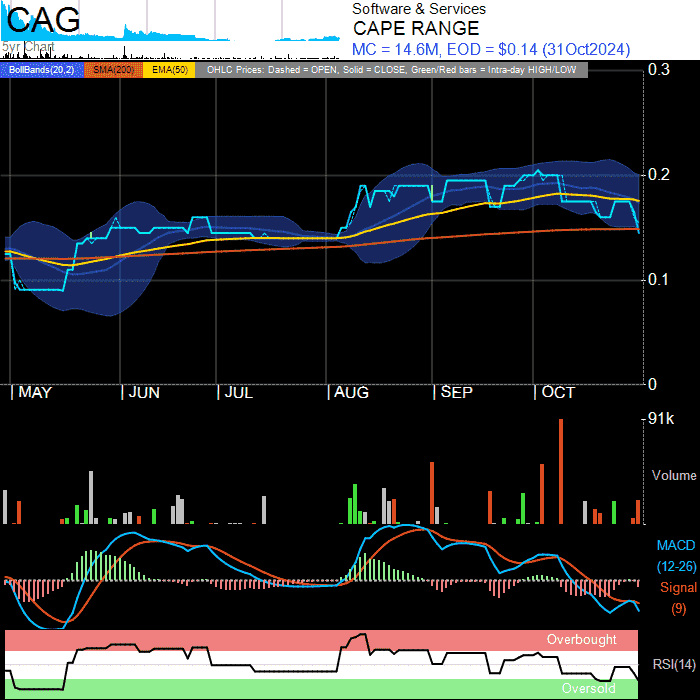 CAG
5yr Chart
Software & Services
CAPE RANGE
MC = 14.6M, EOD = $0.14 (31Oct2024)
BollBands(20,2) SMA(200) EMA(50) OHLC Prices: Dashed = OPEN, Solid = CLOSE, Green/Red bars = Intra-day HIGH/LOW
0.3
0.2
0.1
0
MAY JUN JUL AUG SEP OCT
91k
Volume
MACD
(12-26)
Signal
(9)
Overbought
RSI(14)
Oversold